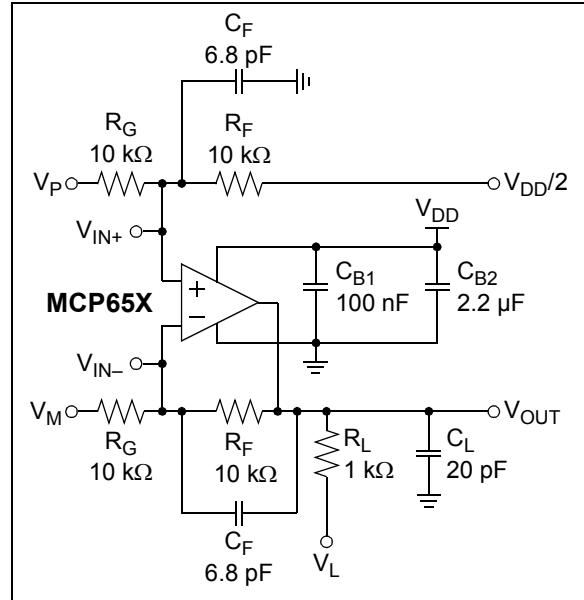 C_F
6.8 pF
R_G
10 kΩ
R_F
10 kΩ
V_P
V_DD/2
V_IN+
V_DD
+
C_B1
100 nF
C_B2
2.2 µF
MCP65X
−
V_IN–
V_M
V_OUT
R_G
10 kΩ
R_F
10 kΩ
R_L
1 kΩ
C_L
20 pF
C_F
6.8 pF
V_L